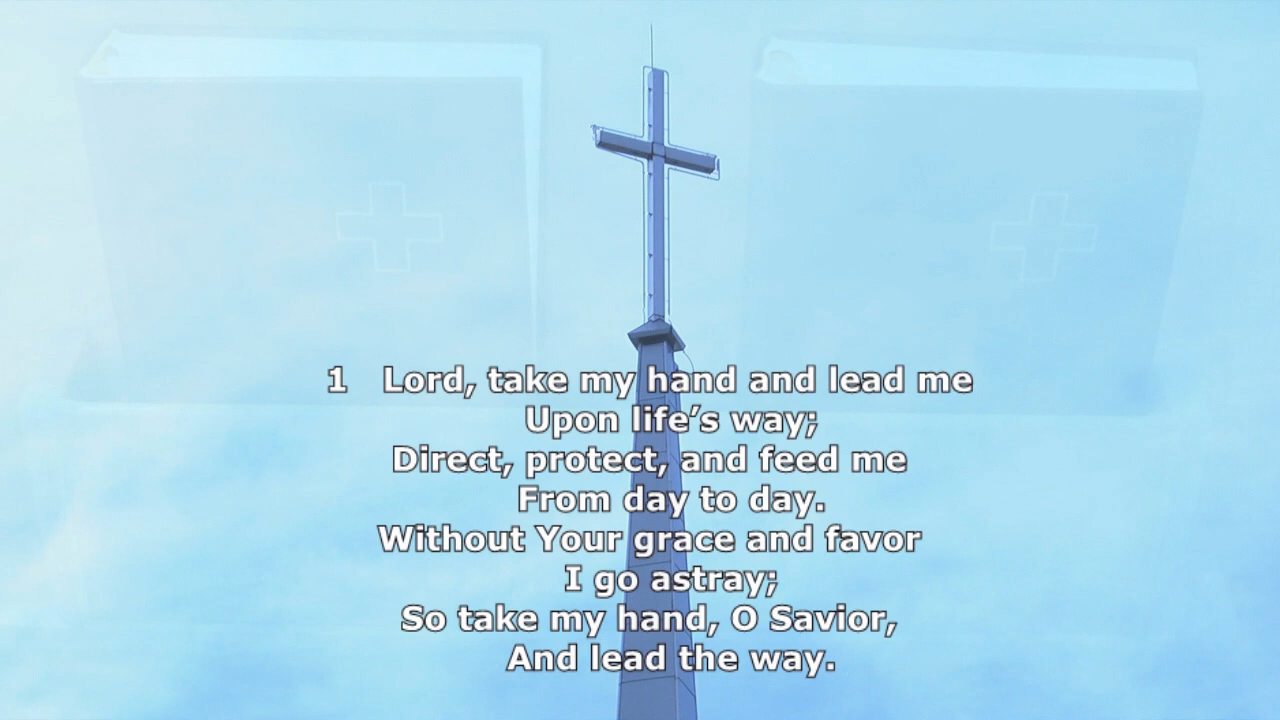 1 Lord, take my hand and lead me
Upon life’s way;
Direct, protect, and feed me
From day to day.
Without Your grace and favor
I go astray;
So take my hand, O Savior,
And lead the way.